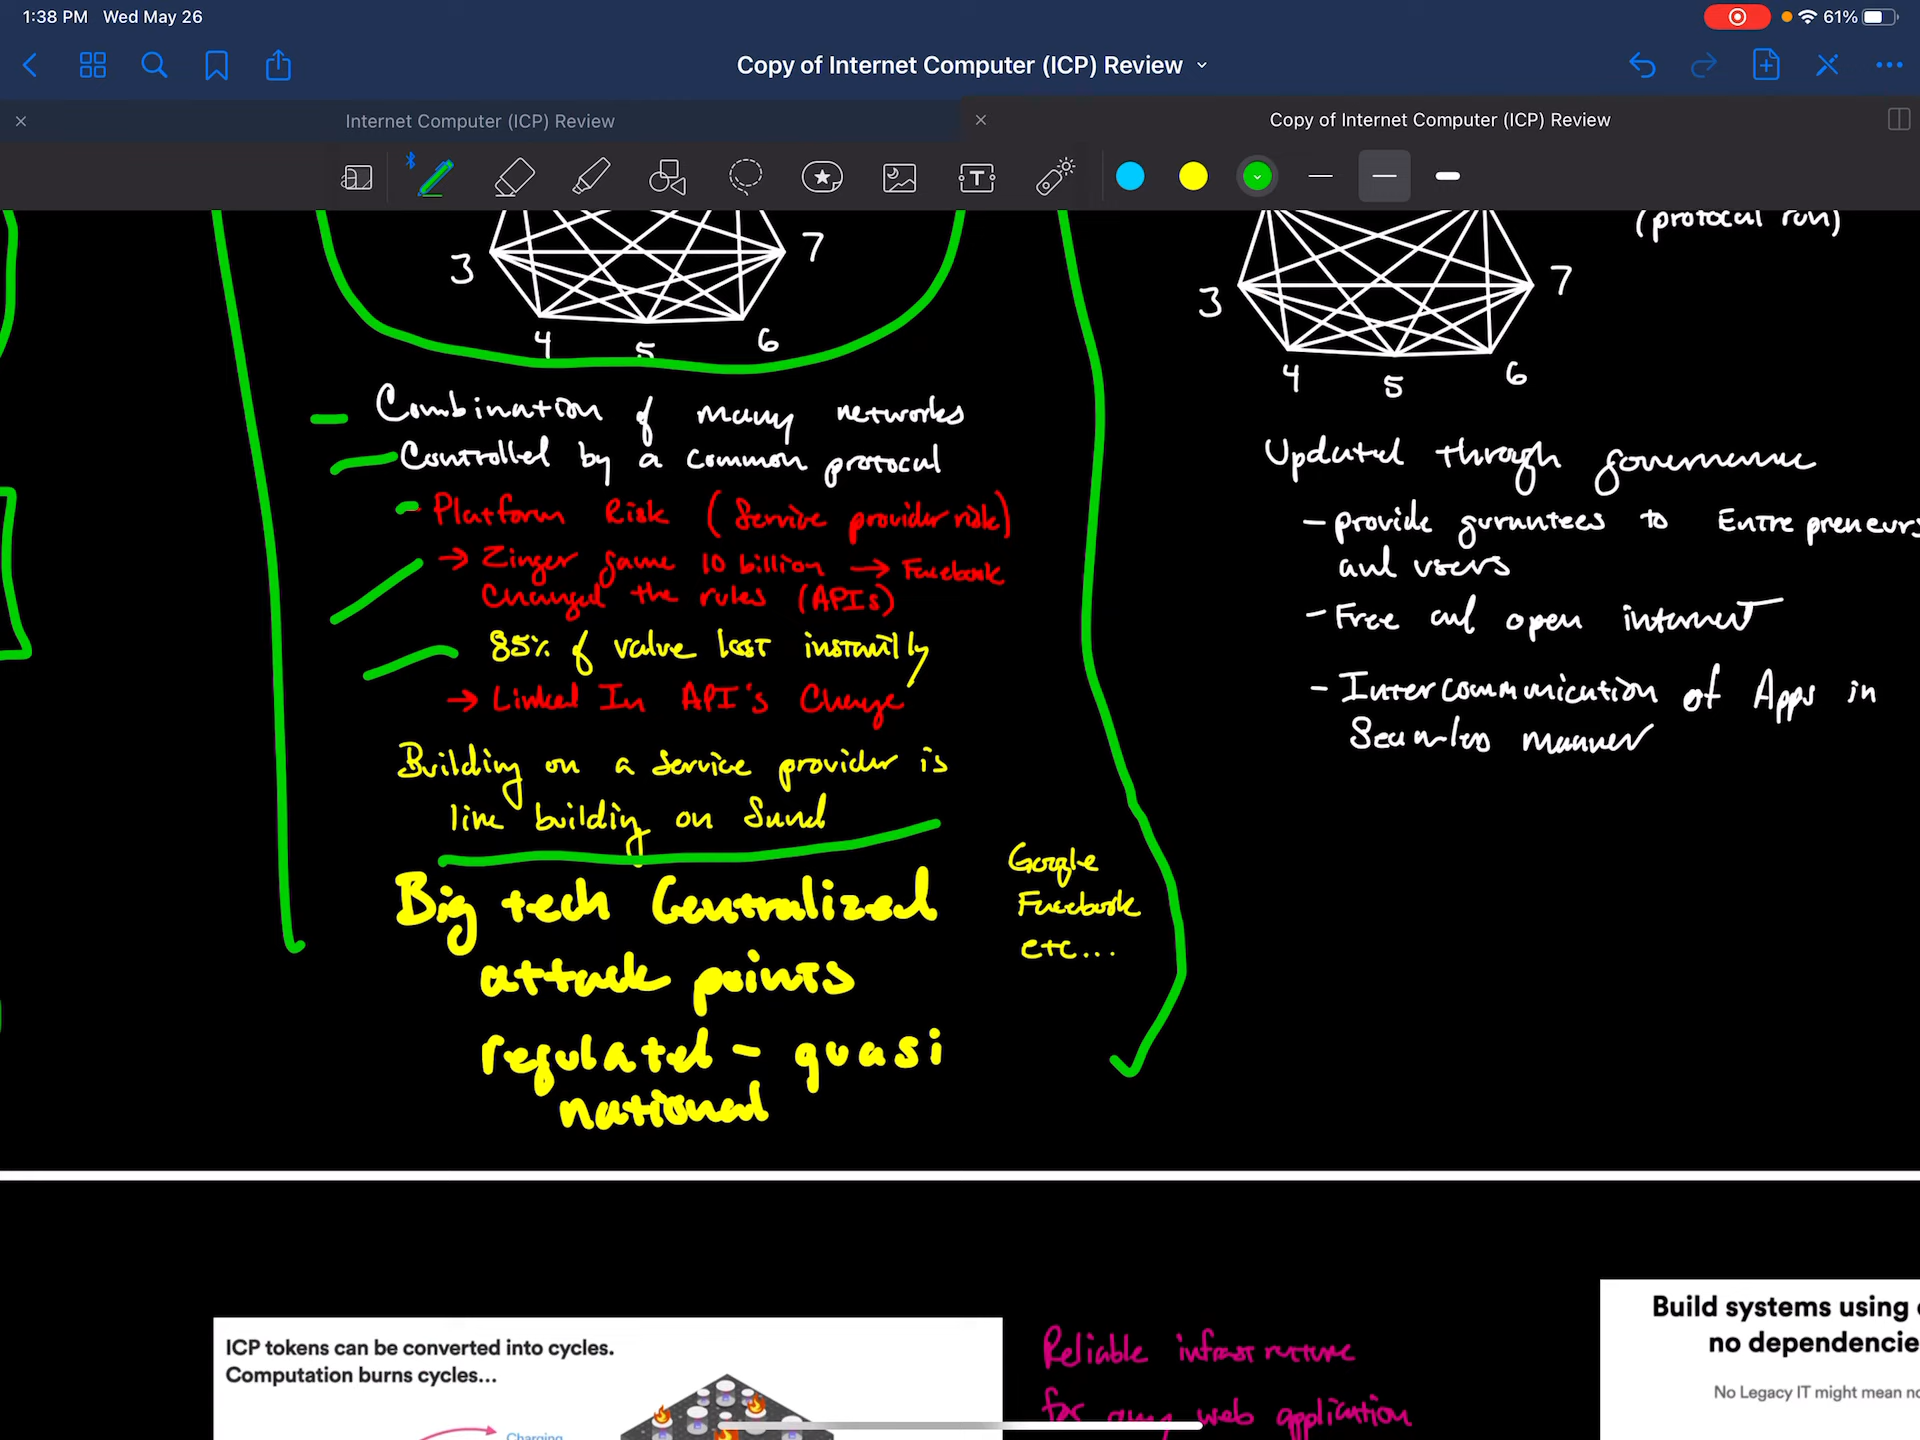 1:38 PM Wed May 26
61%
Copy of Internet Computer (ICP) Review
Internet Computer (ICP) Review
Copy of Internet Computer (ICP) Review
T
3
7
4
5
6
Combination of many networks
Controlled by a common protocal
Platform Risk (Service provider risk)
→ Zinger game 10 billion → Facebook
Changed the rules (APIs)
85% of value lost instantly
→ Linked In API's Change
Building on a service provider is
line building on Sand
Big tech Centralized
attack points
regulated - quasi
national
Google
Facebook
etc...
(protocal run)
3
7
4
5
6
Updated through governance
- provide gurantees to Entrepreneurs
and users
- Free and open internet
- Intercommunication of Apps in
Seamless manner
ICP tokens can be converted into cycles.
Computation burns cycles...
Charging
Reliable infrastructure
for any web application
Build systems using
no dependencie
No Legacy IT might mean no